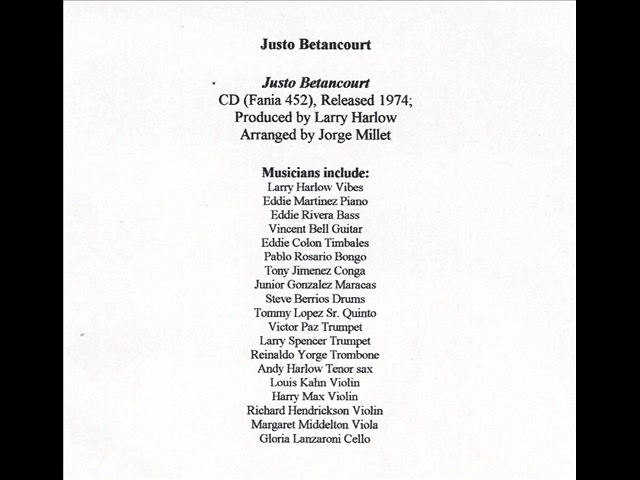 Justo Betancourt
Justo Betancourt
CD (Fania 452), Released 1974;
Produced by Larry Harlow
Arranged by Jorge Millet
Musicians include:
Larry Harlow Vibes
Eddie Martinez Piano
Eddie Rivera Bass
Vincent Bell Guitar
Eddie Colon Timbales
Pablo Rosario Bongo
Tony Jimenez Conga
Junior Gonzalez Maracas
Steve Berrios Drums
Tommy Lopez Sr. Quinto
Victor Paz Trumpet
Larry Spencer Trumpet
Reinaldo Yorge Trombone
Andy Harlow Tenor sax
Louis Kahn Violin
Harry Max Violin
Richard Hendrickson Violin
Margaret Middelton Viola
Gloria Lanzaroni Cello